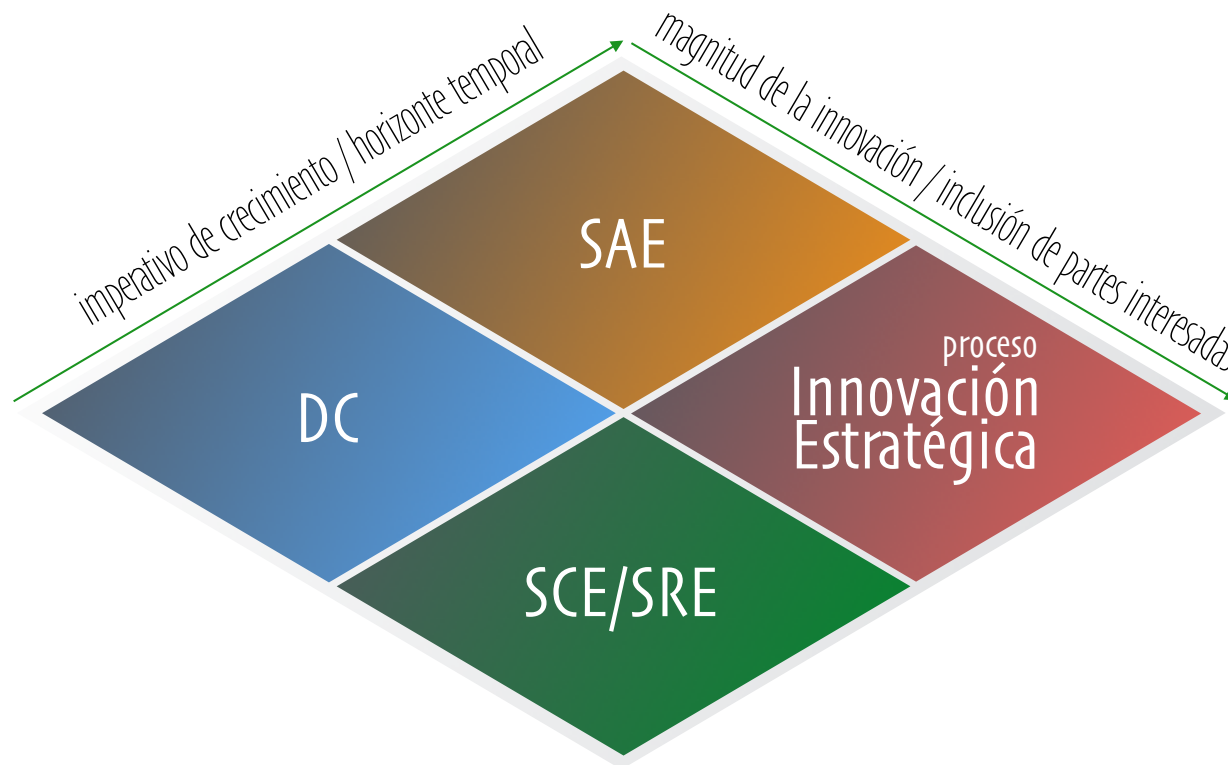 imperativo de crecimiento / horizonte temporal
magnitud de la innovación / inclusión de partes interesadas
SAE
DC
proceso
Innovación
Estratégica
SCE/SRE